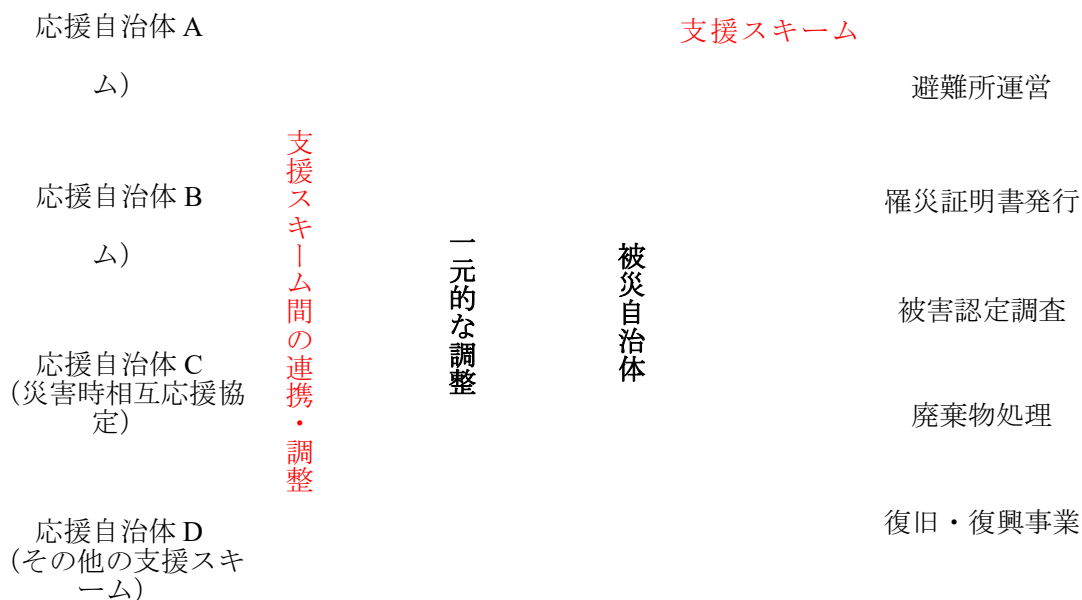 応援自治体 A
ム）
応援自治体 B
ム）
応援自治体 C
（災害時相互応援協
定）
応援自治体 D
（その他の支援スキ
ーム）
支援スキーム間の連携・調整
一元的な調整
被災自治体
支援スキーム
避難所運営
罹災証明書発行
被害認定調査
廃棄物処理
復旧・復興事業